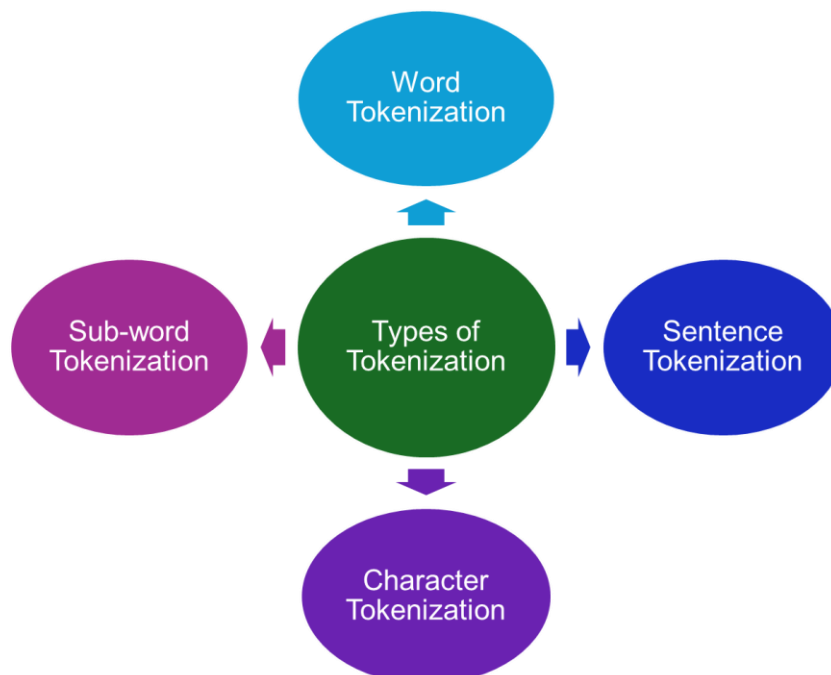 Word
Tokenization
Sub-word
Tokenization
Types of
Tokenization
Sentence
Tokenization
Character
Tokenization